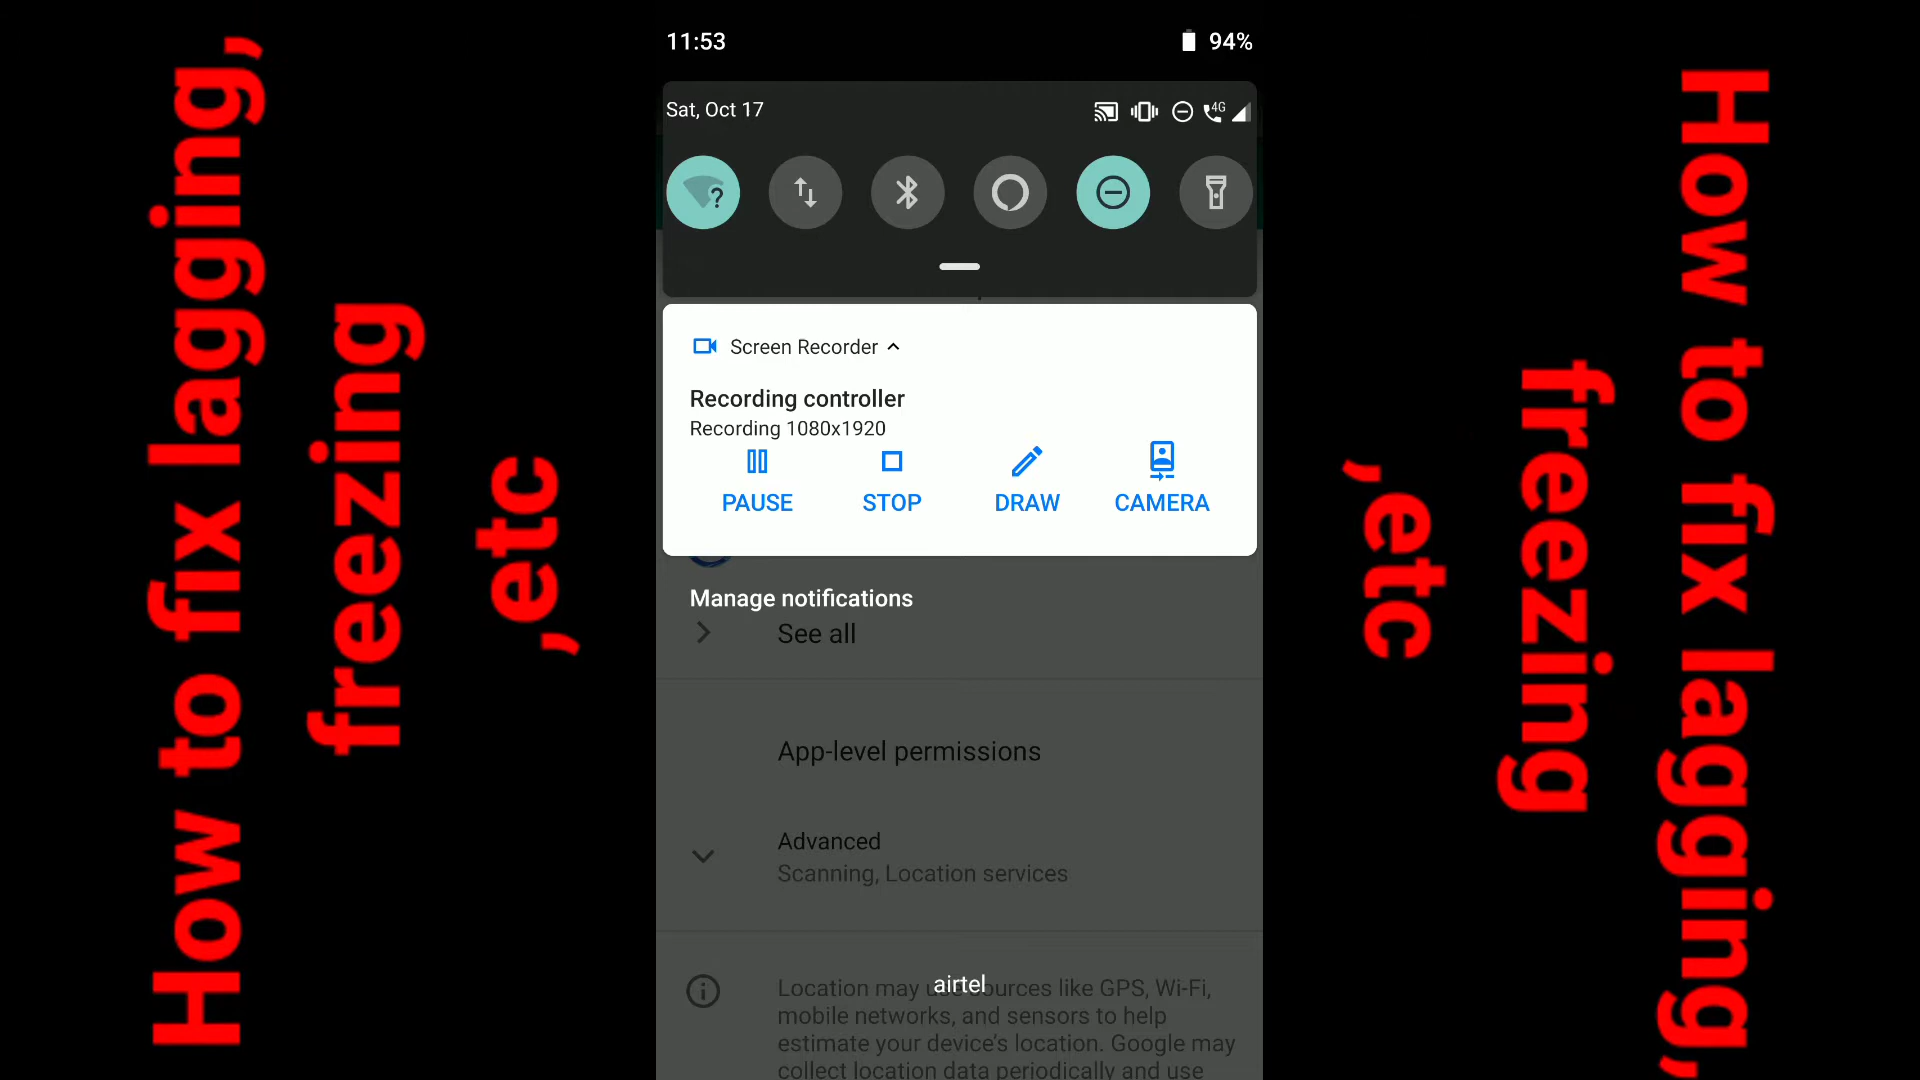 How to fix lagging,
freezing
,etc
11:53
94%
Sat, Oct 17
4G
?
Screen Recorder
Recording controller
Recording 1080x1920
PAUSE STOP DRAW CAMERA
Manage notifications
See all
App-level permissions
Advanced
Scanning, Location services
airtel
Location may use sources like GPS, Wi-Fi,
mobile networks, and sensors to help
estimate your device's location. Google may
collect location data periodically and use
How to fix lagging,
freezing
,etc